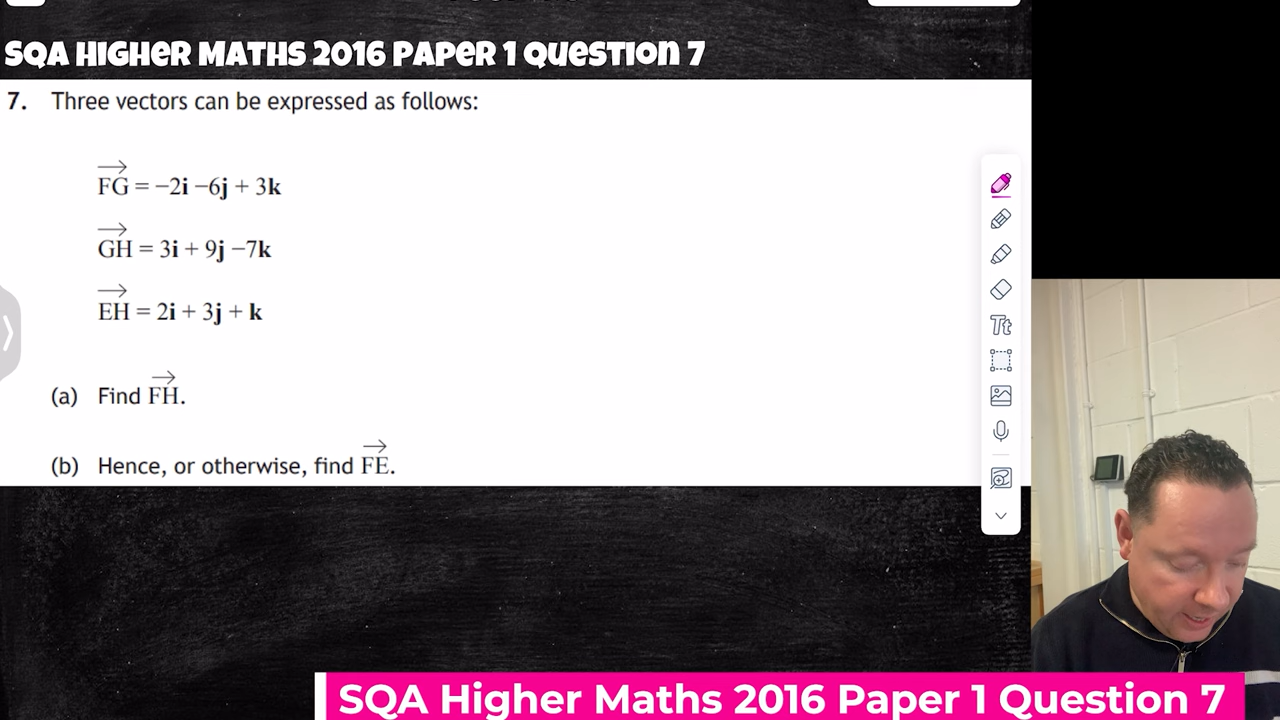 SQA Higher Maths 2016 Paper 1 Question 7
7. Three vectors can be expressed as follows:
FG = −2i −6j + 3k
GH = 3i + 9j −7k
EH = 2i + 3j + k
(a) Find FH.
(b) Hence, or otherwise, find FE.
Tt
SQA Higher Maths 2016 Paper 1 Question 7